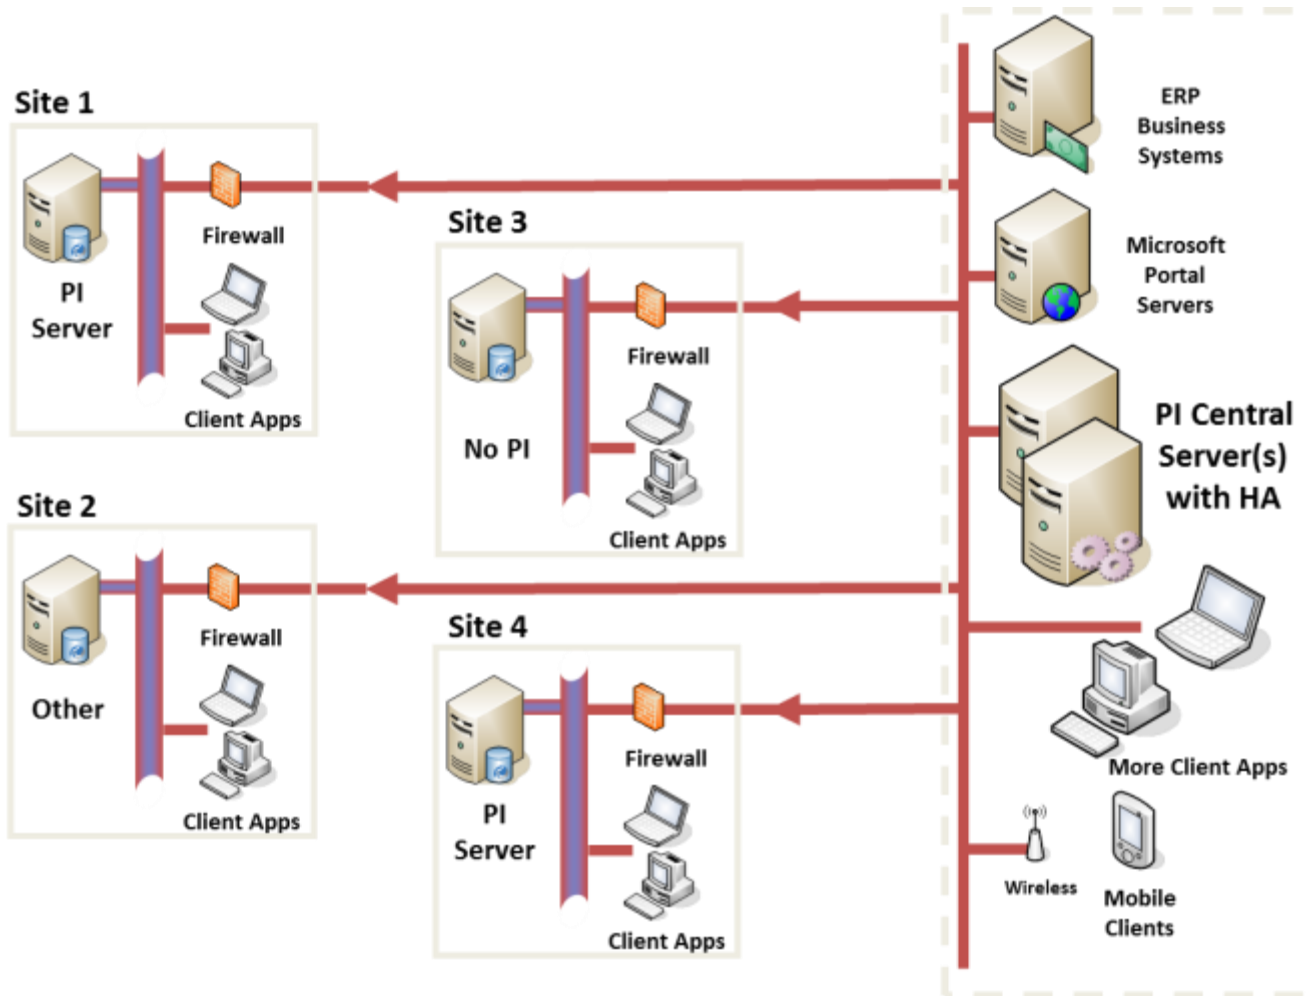 Site 1
PI
Server
Firewall
Client Apps
Site 3
No PI
Firewall
Client Apps
Site 2
Other
Firewall
Client Apps
Site 4
PI
Server
Firewall
Client Apps
ERP
Business
Systems
Microsoft
Portal
Servers
PI Central
Server(s)
with HA
More Client Apps
Wireless
Mobile
Clients